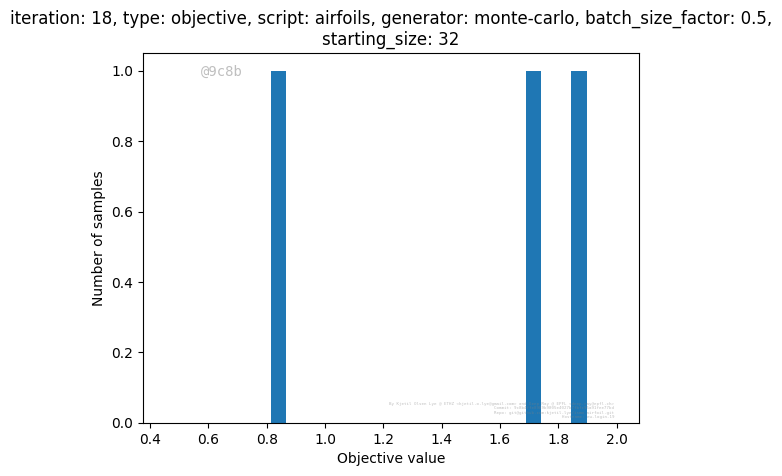 iteration: 18, type: objective, script: airfoils, generator: monte-carlo, batch_size_factor: 0.5,
starting_size: 32
@9c8b
1.0
0.8
0.6
0.4
0.2
0.0
Number of samples
0.4 0.6 0.8 1.0 1.2 1.4 1.6 1.8 2.0
Objective value